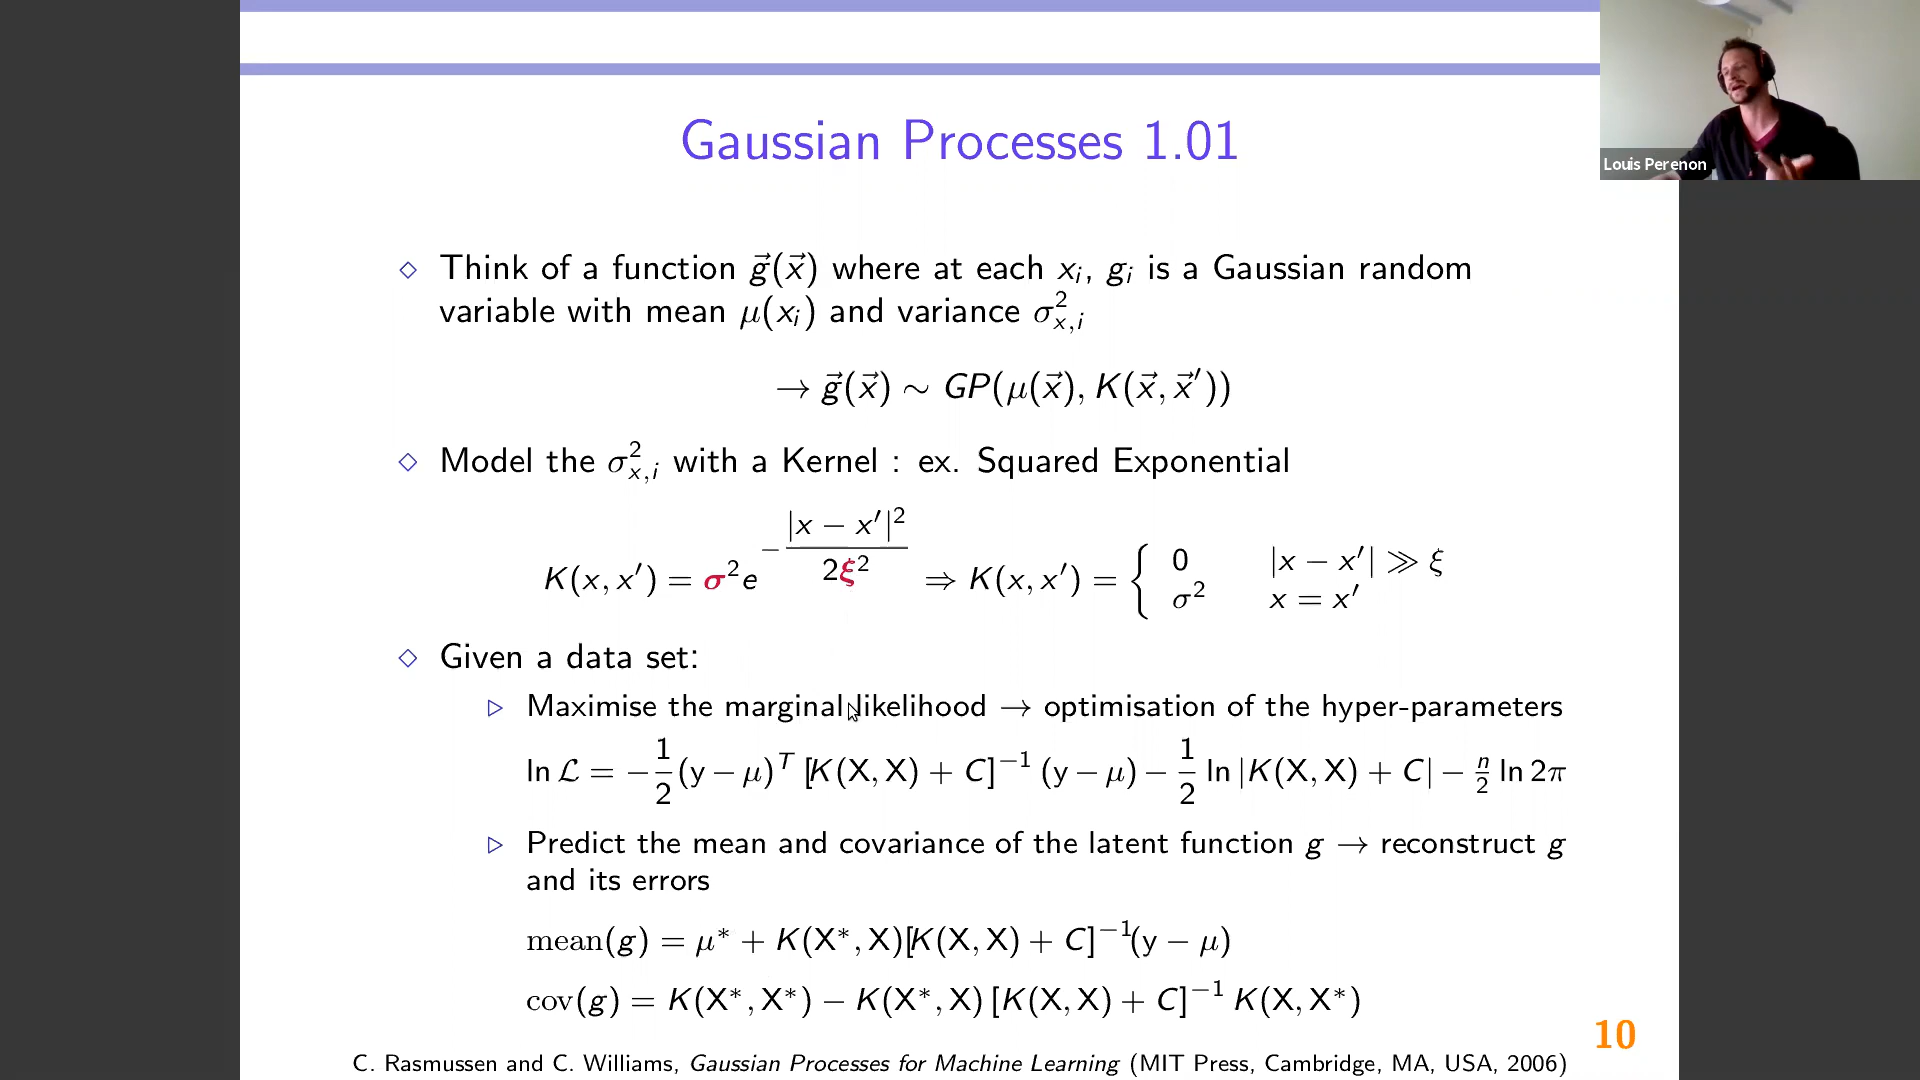 Gaussian Processes 1.01
Louis Perenon
◇ Think of a function g⃗(x⃗) where at each xᵢ, gᵢ is a Gaussian random
variable with mean μ(xᵢ) and variance σ²ₓ,ᵢ
→ g⃗(x⃗) ∼ GP(μ(x⃗), K(x⃗, x⃗′))
◇ Model the σ²ₓ,ᵢ with a Kernel : ex. Squared Exponential
K(x, x′) = σ²e^(−|x − x′|²/2ξ²) ⇒ K(x, x′) = { 0 |x − x′| ≫ ξ
σ² x = x′
◇ Given a data set:
▷ Maximise the marginal likelihood → optimisation of the hyper-parameters
ln ℒ = −1/2 (y − μ)ᵀ [K(X, X) + C]⁻¹ (y − μ) − 1/2 ln |K(X, X) + C| − n/2 ln 2π
▷ Predict the mean and covariance of the latent function g → reconstruct g
and its errors
mean(g) = μ* + K(X*, X)[K(X, X) + C]⁻¹(y − μ)
cov(g) = K(X*, X*) − K(X*, X) [K(X, X) + C]⁻¹ K(X, X*)
10
C. Rasmussen and C. Williams, Gaussian Processes for Machine Learning (MIT Press, Cambridge, MA, USA, 2006)